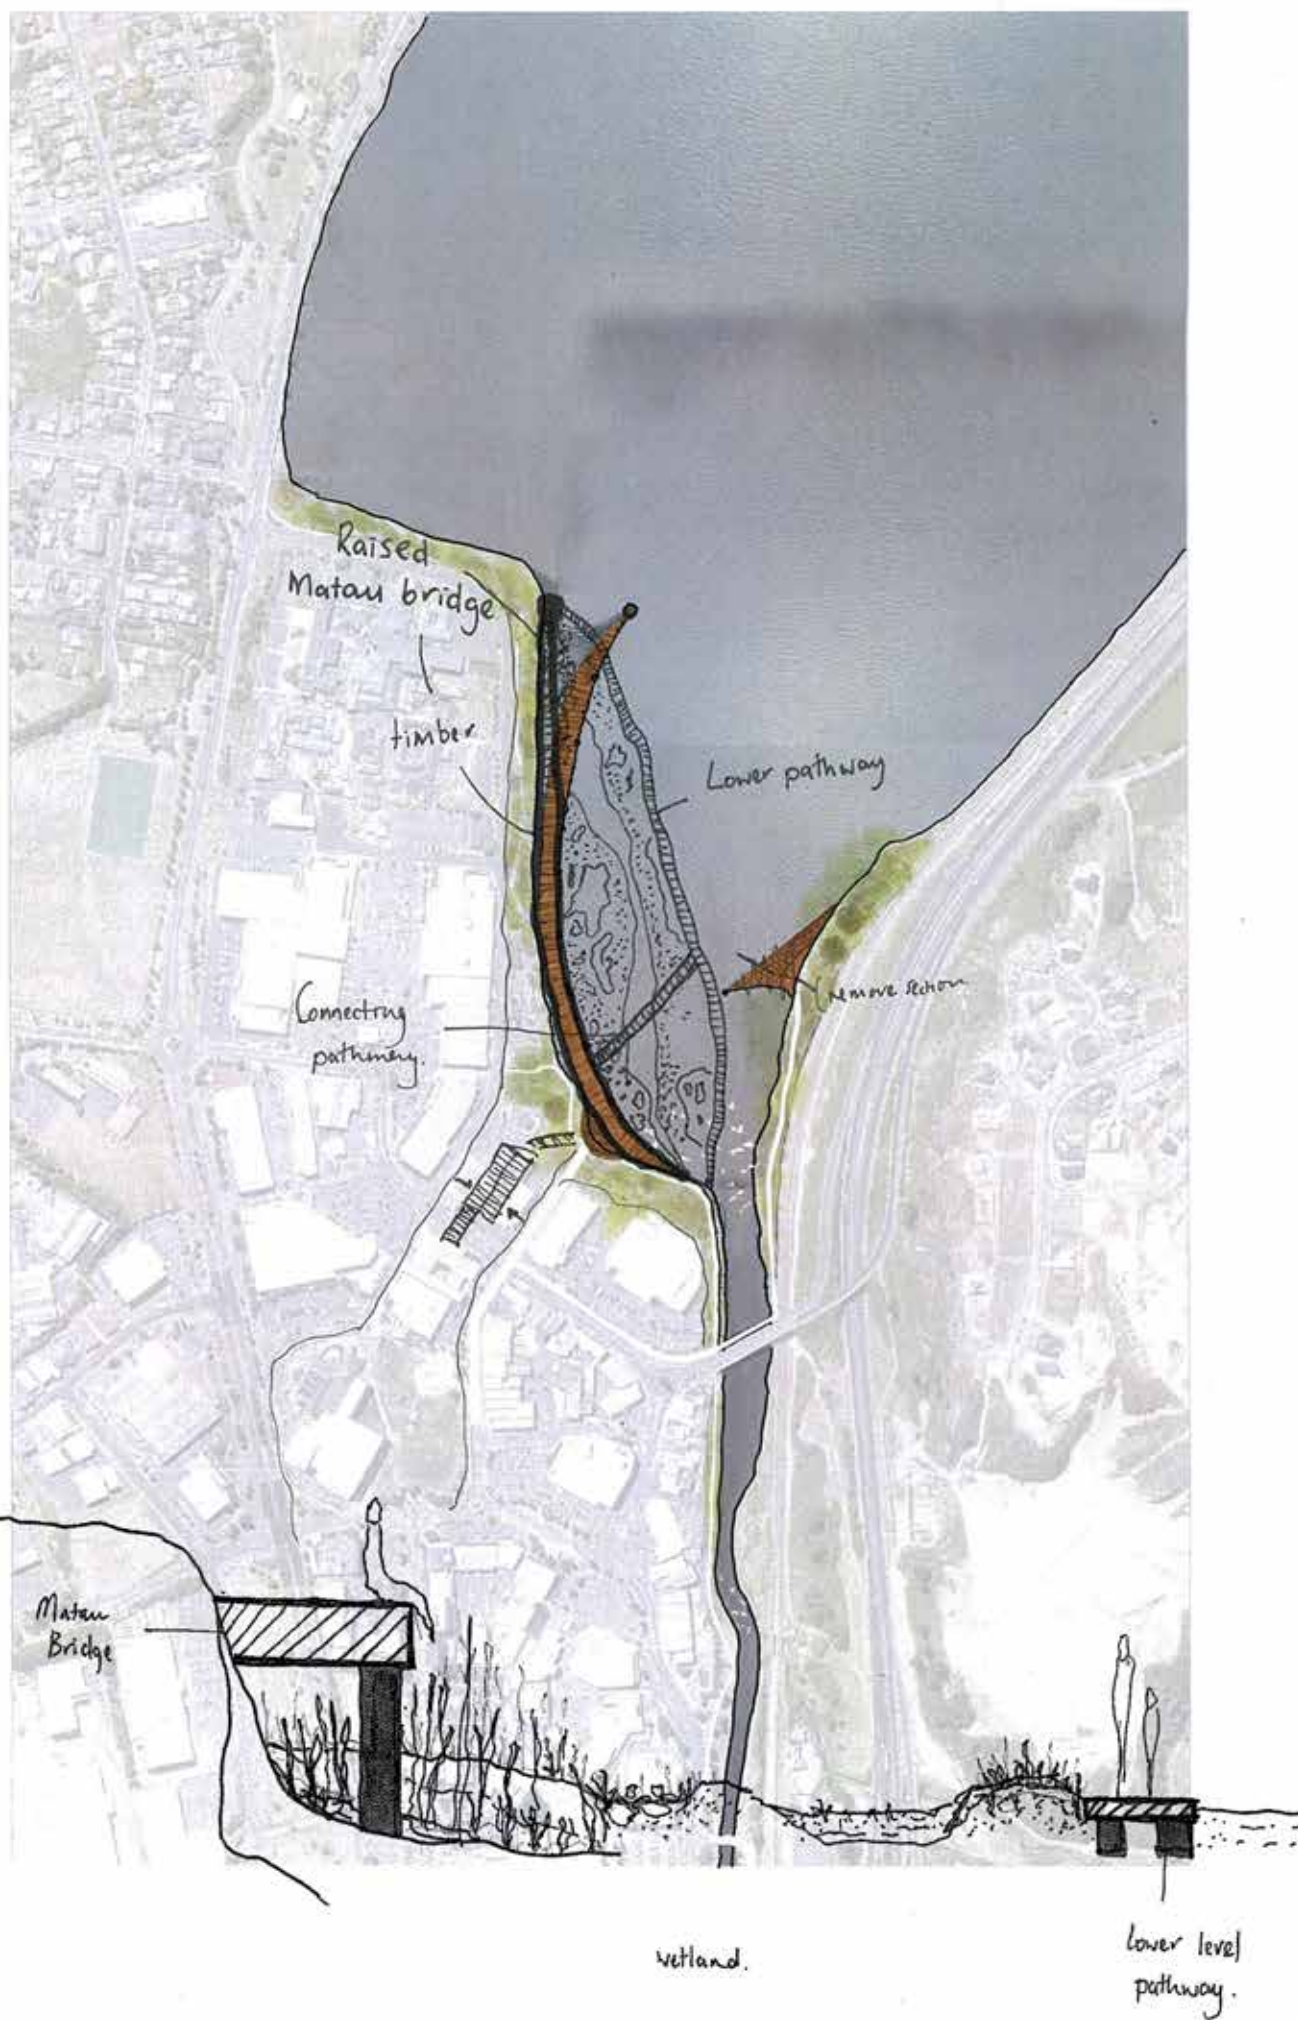 Raised
Matau bridge
timber
Lower pathway
(remove section
Connecting
pathway.
Matau
Bridge
wetland.
Lower level
pathway.